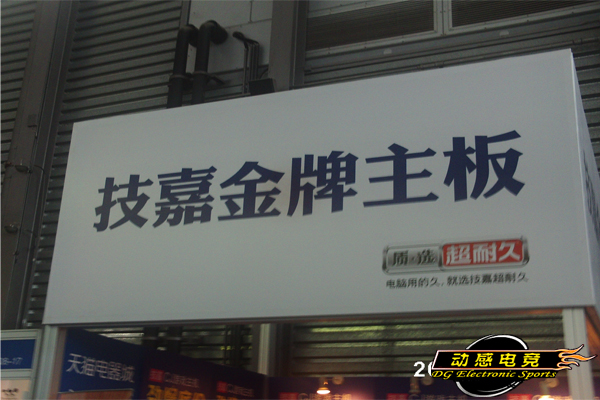 技嘉金牌主板
质·选 超耐久
电脑用的久,就选技嘉超耐久
天猫电器城
动感电竞
DG Electronic Sports